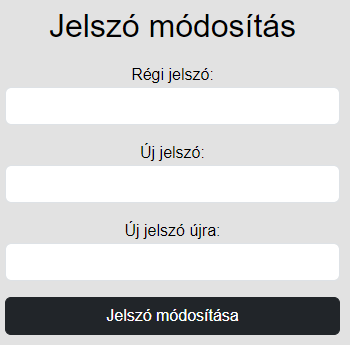 Jelszó módosítás
Régi jelszó:
Új jelszó:
Új jelszó újra:
Jelszó módosítása